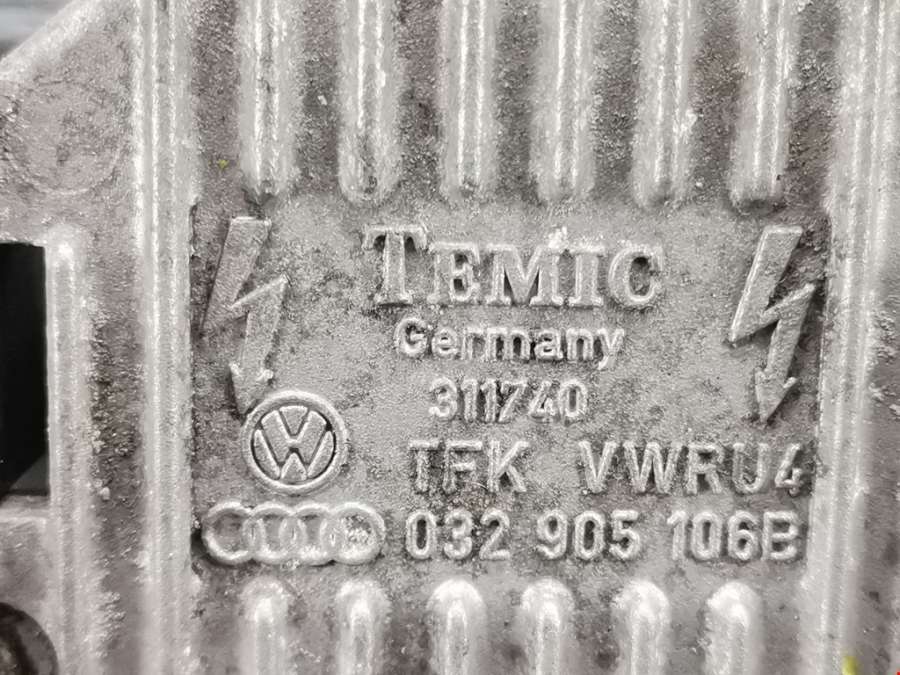 TEMIC
Germany
311740
TFK VWRU4
032 905 106B